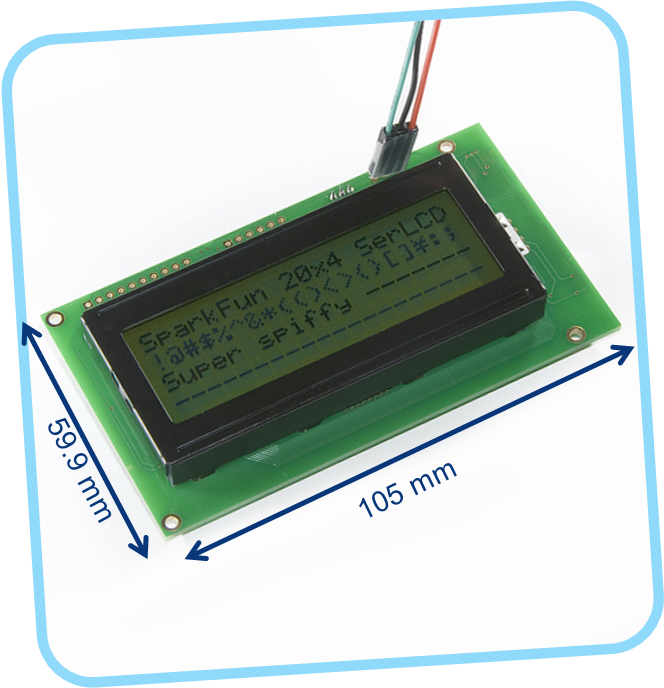 SparkFun 20x4 SerLCD
!@#$%^&*(()<>(){}[]¥:;
Super spiffy
59.9 mm
105 mm